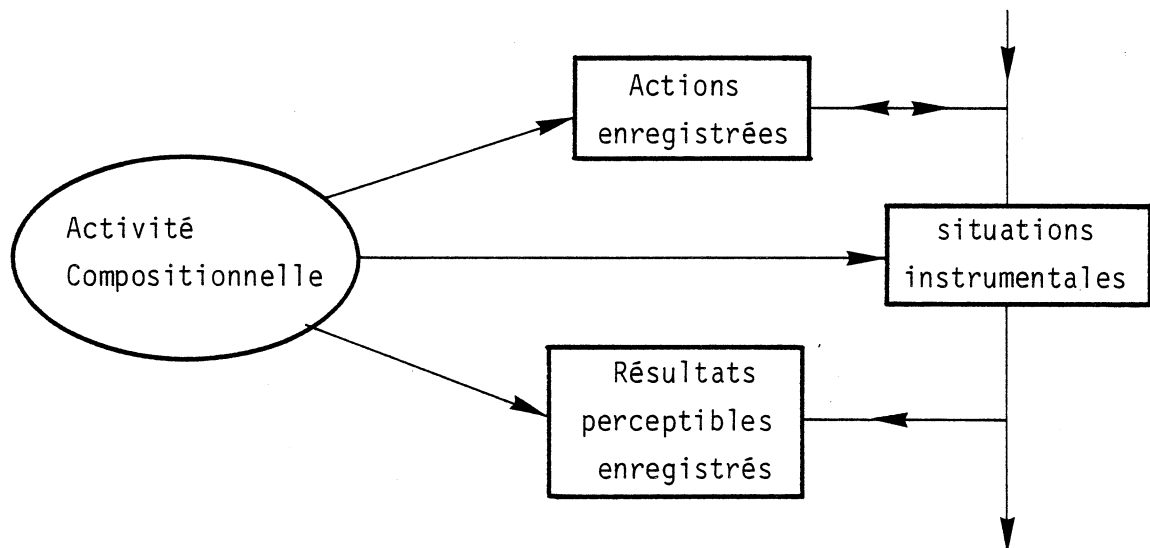 Actions
enregistrées
Activité
Compositionnelle
situations
instrumentales
Résultats
perceptibles
enregistrés